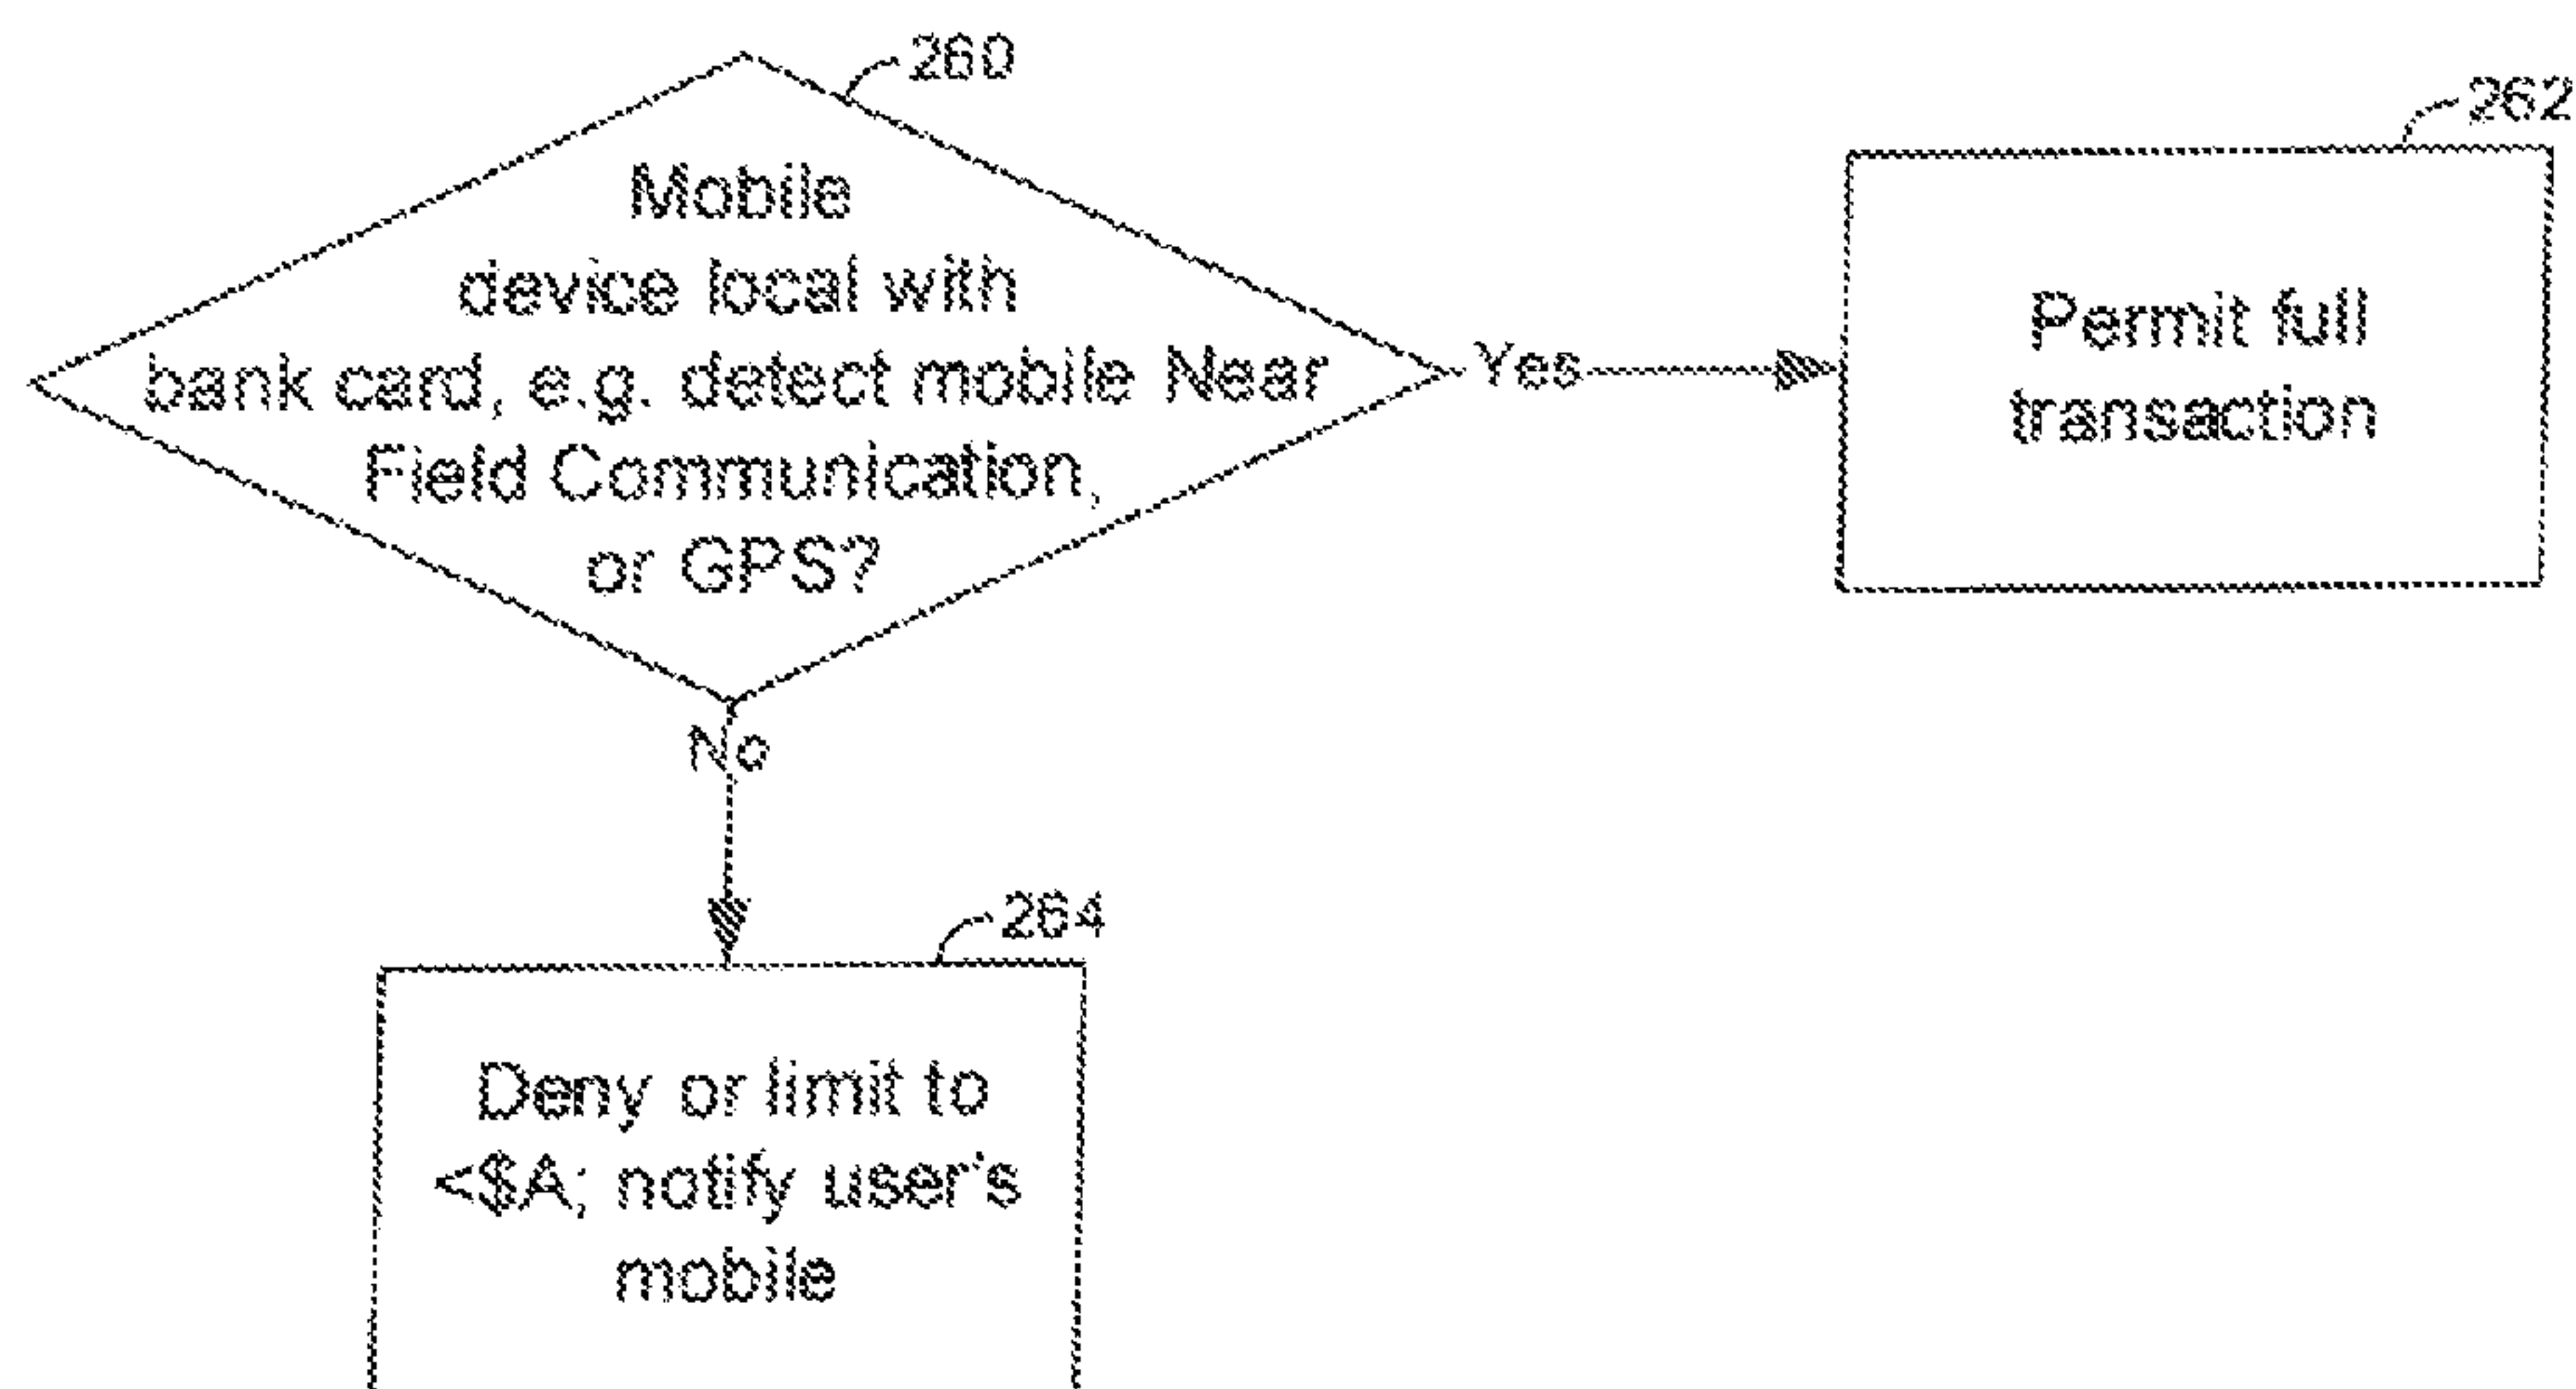 260
Mobile
device local with
bank card, e.g. detect mobile Near
Field Communication,
or GPS?
Yes
262
Permit full
transaction
No
264
Deny or limit to
<$A; notify user's
mobile